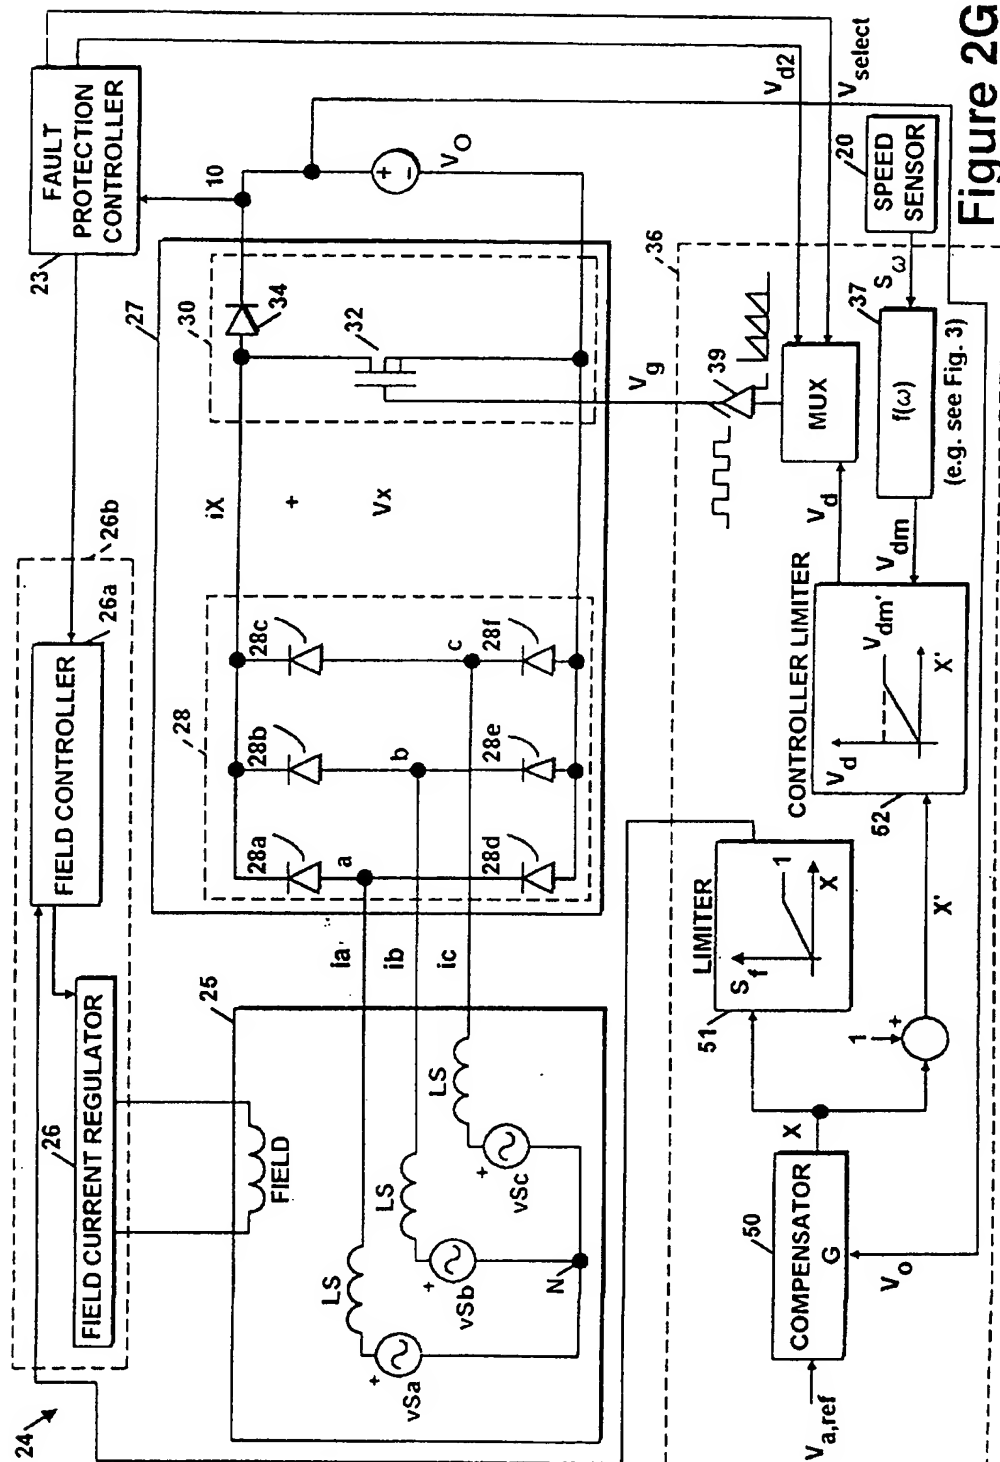 24
FIELD CURRENT REGULATOR
26
FIELD CONTROLLER
26a
26b
23
FAULT
PROTECTION
CONTROLLER
25
FIELD
LS
LS
LS
+
vSa
+
vSb
+
vSc
N
ia
ib
ic
27
28
28a
28b
28c
a
b
c
28d
28e
28f
iX
+
Vx
30
34
32
10
+
-
VO
Vg
Vd2
Vselect
36
39
MUX
Vd
20
SPEED
SENSOR
Sω
37
f(ω)
(e.g. see Fig. 3)
Vdm
CONTROLLER LIMITER
Vd
Vdm'
X'
52
LIMITER
Sf
1
X
51
1
+
X'
X
50
COMPENSATOR
G
Va,ref
Vo
Figure 2G